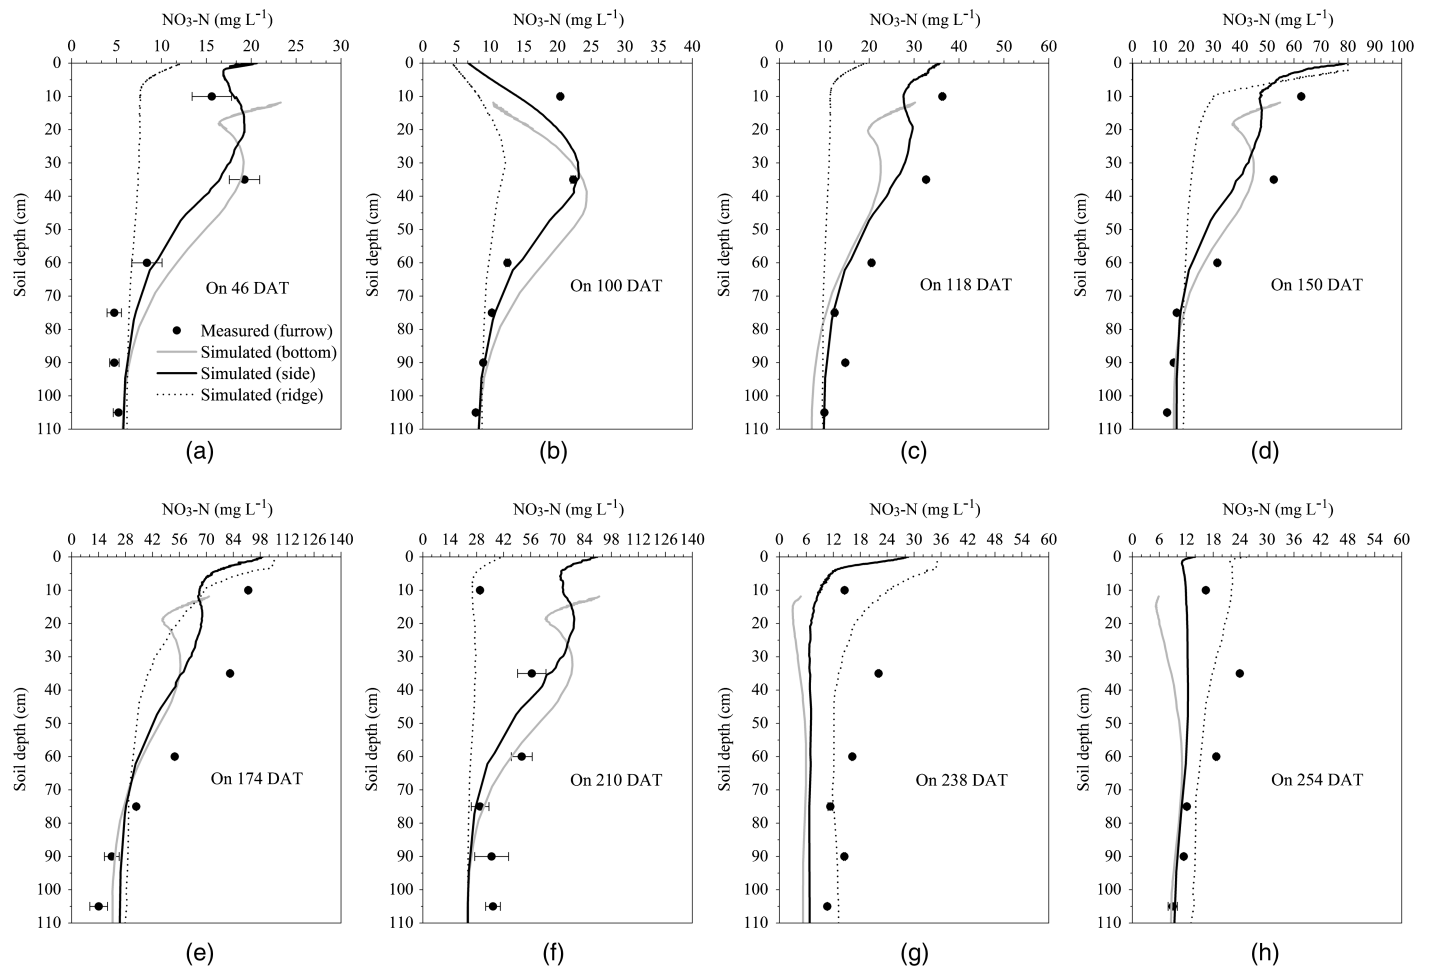 NO3-N (mg L-1) NO3-N (mg L-1) NO3-N (mg L-1) NO3-N (mg L-1)
0 5 10 15 20 25 30 0 5 10 15 20 25 30 35 40 0 10 20 30 40 50 60 0 10 20 30 40 50 60 70 80 90 100
0 0 0 0
10 10 10 10
20 20 20 20
30 30 30 30
40 40 40 40
50 50 50 50
60 60 60 60
70 70 70 70
80 80 80 80
90 90 90 90
100 100 100 100
110 110 110 110
Soil depth (cm) Soil depth (cm) Soil depth (cm) Soil depth (cm)
On 46 DAT On 100 DAT On 118 DAT On 150 DAT
Measured (furrow)
Simulated (bottom)
Simulated (side)
Simulated (ridge)
(a) (b) (c) (d)
NO3-N (mg L-1) NO3-N (mg L-1) NO3-N (mg L-1) NO3-N (mg L-1)
0 14 28 42 56 70 84 98 112 126 140 0 14 28 42 56 70 84 98 112 126 140 0 6 12 18 24 30 36 42 48 54 60 0 6 12 18 24 30 36 42 48 54 60
0 0 0 0
10 10 10 10
20 20 20 20
30 30 30 30
40 40 40 40
50 50 50 50
60 60 60 60
70 70 70 70
80 80 80 80
90 90 90 90
100 100 100 100
110 110 110 110
Soil depth (cm) Soil depth (cm) Soil depth (cm) Soil depth (cm)
On 174 DAT On 210 DAT On 238 DAT On 254 DAT
(e) (f) (g) (h)